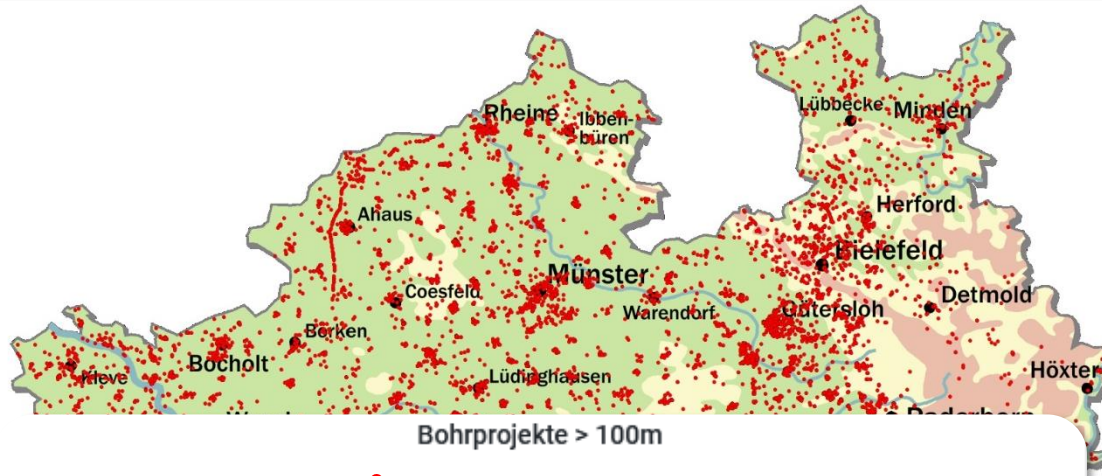 Rheine
Ibben-
büren
Lübbecke
Minden
Ahaus
Herford
Bielefeld
Münster
Coesfeld
Detmold
Warendorf
Gütersloh
Borken
Bocholt
Kleve
Höxter
Lüdinghausen
Bohrprojekte > 100m